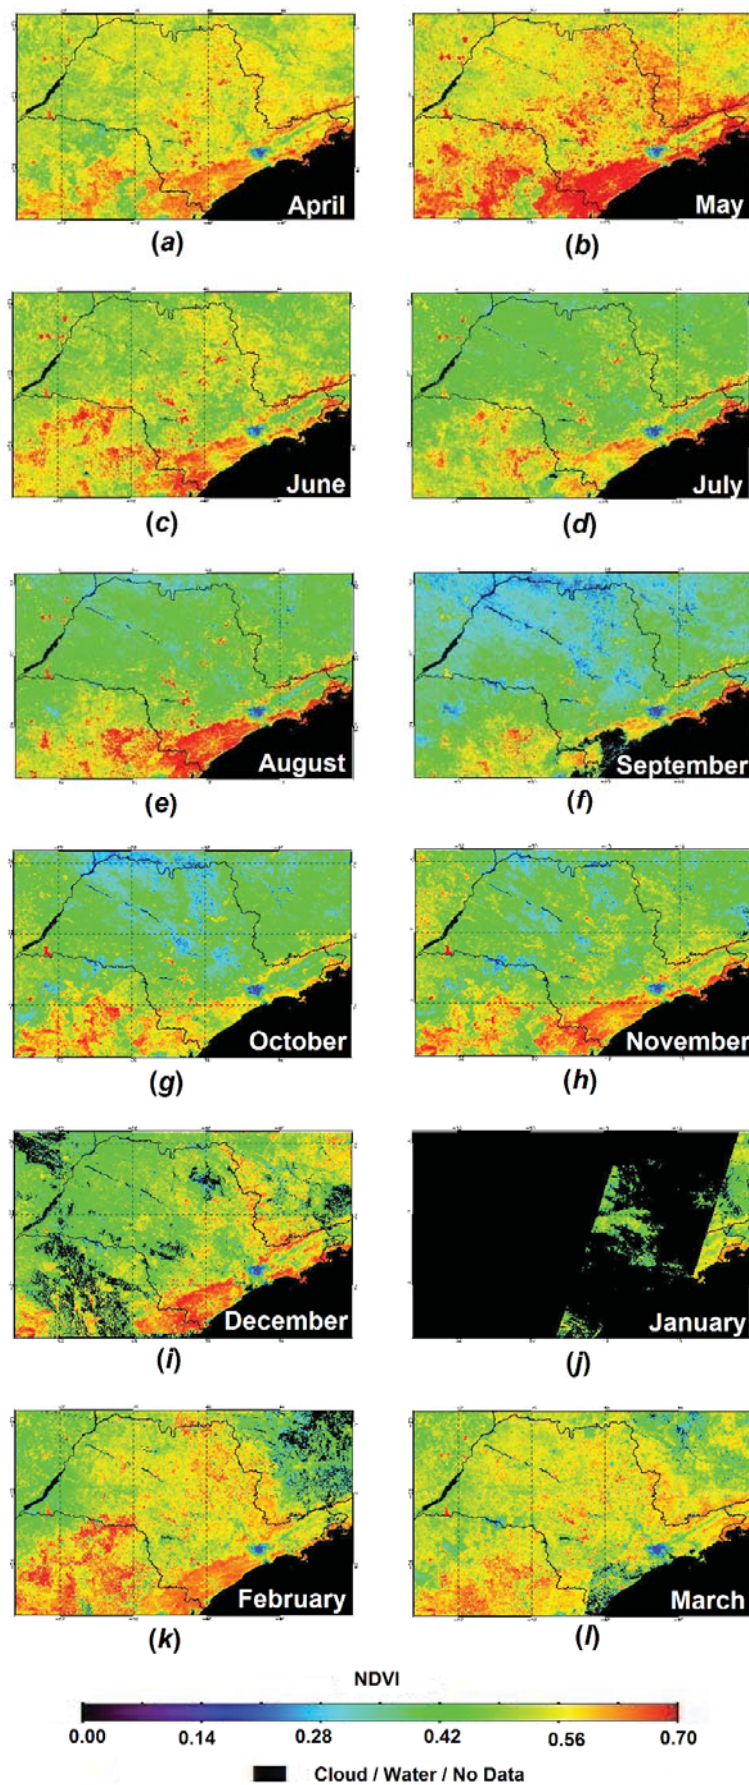 April
May
(a)
(b)
June
July
(c)
(d)
August
September
(e)
(f)
October
November
(g)
(h)
December
January
(i)
(j)
February
March
(k)
(l)
NDVI
0.00 0.14 0.28 0.42 0.56 0.70
Cloud / Water / No Data